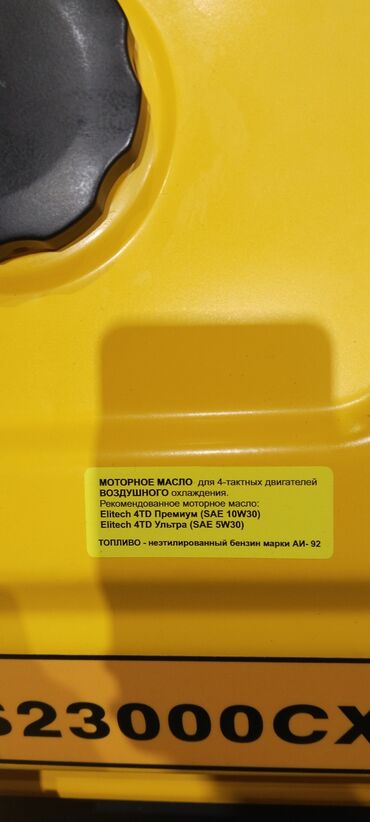 МОТОРНОЕ МАСЛО для 4-тактных двигателей
ВОЗДУШНОГО охлаждения.
Рекомендованное моторное масло:
Elitech 4TD Премиум (SAE 10W30)
Elitech 4TD Ультра (SAE 5W30)
ТОПЛИВО - неэтилированный бензин марки АИ- 92
S23000CX